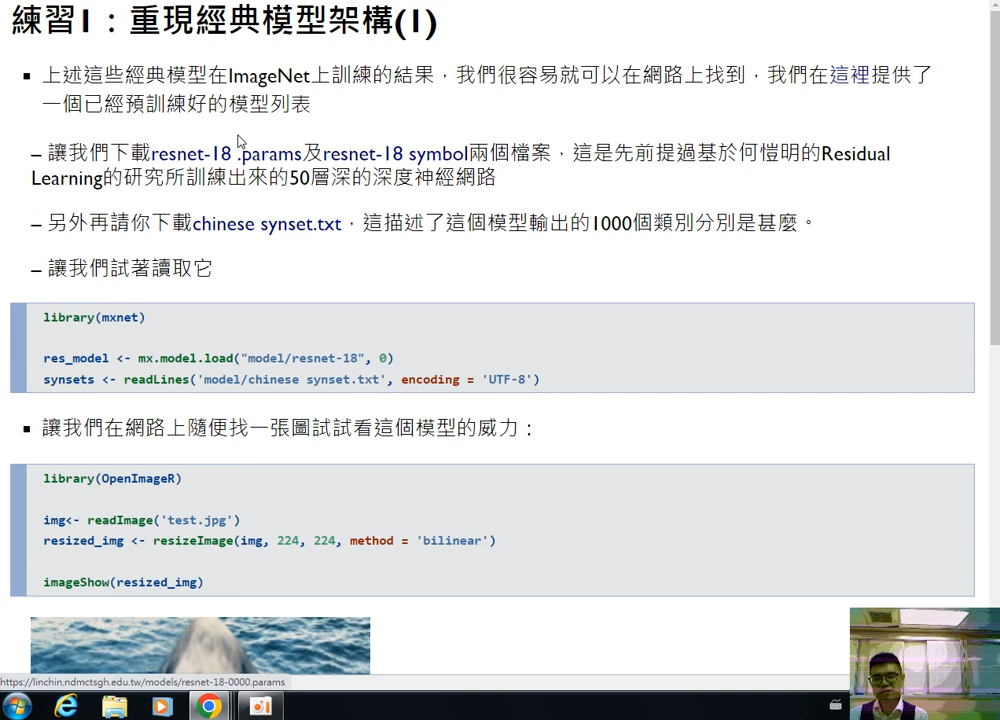 練習1：重現經典模型架構(1)
▪ 上述這些經典模型在ImageNet上訓練的結果，我們很容易就可以在網路上找到，我們在這裡提供了
一個已經預訓練好的模型列表
– 讓我們下載resnet-18 .params及resnet-18 symbol兩個檔案，這是先前提過基於何愷明的Residual
Learning的研究所訓練出來的50層深的深度神經網路
– 另外再請你下載chinese synset.txt，這描述了這個模型輸出的1000個類別分別是甚麼。
– 讓我們試著讀取它
library(mxnet)
res_model <- mx.model.load("model/resnet-18", 0)
synsets <- readLines('model/chinese synset.txt', encoding = 'UTF-8')
▪ 讓我們在網路上隨便找一張圖試試看這個模型的威力：
library(OpenImageR)
img<- readImage('test.jpg')
resized_img <- resizeImage(img, 224, 224, method = 'bilinear')
imageShow(resized_img)
https://linchin.ndmctsgh.edu.tw/models/resnet-18-0000.params